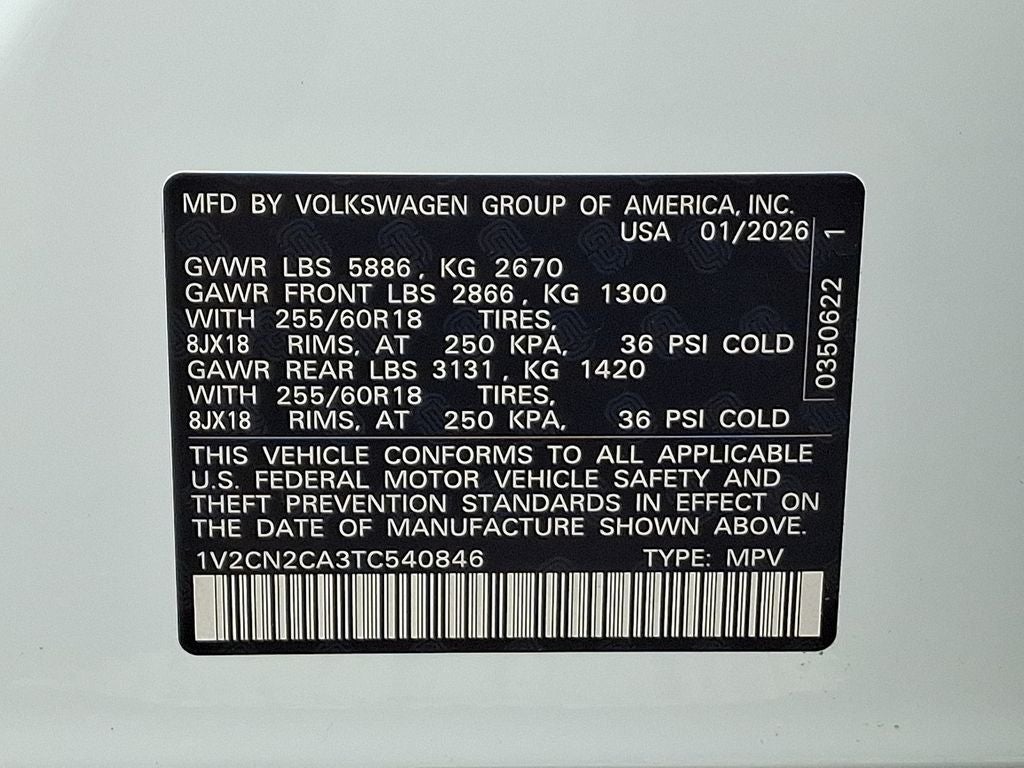 MFD BY VOLKSWAGEN GROUP OF AMERICA, INC.
USA 01/2026
GVWR LBS 5886, KG 2670
GAWR FRONT LBS 2866, KG 1300
WITH 255/60R18 TIRES,
8JX18 RIMS, AT 250 KPA, 36 PSI COLD
GAWR REAR LBS 3131, KG 1420
WITH 255/60R18 TIRES,
8JX18 RIMS, AT 250 KPA, 36 PSI COLD
0350622 1
THIS VEHICLE CONFORMS TO ALL APPLICABLE
U.S. FEDERAL MOTOR VEHICLE SAFETY AND
THEFT PREVENTION STANDARDS IN EFFECT ON
THE DATE OF MANUFACTURE SHOWN ABOVE.
1V2CN2CA3TC540846 TYPE: MPV